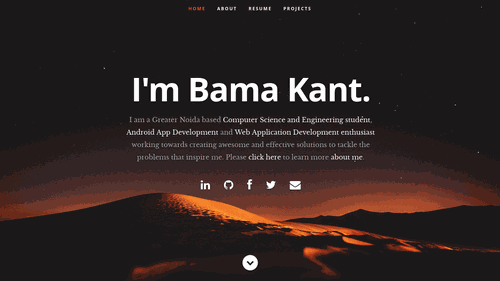 HOME ABOUT RESUME PROJECTS
I'm Bama Kant.
I am a Greater Noida based Computer Science and Engineering student,
Android App Development and Web Application Development enthusiast
working towards creating awesome and effective solutions to tackle the
problems that inspire me. Please click here to learn more about me.